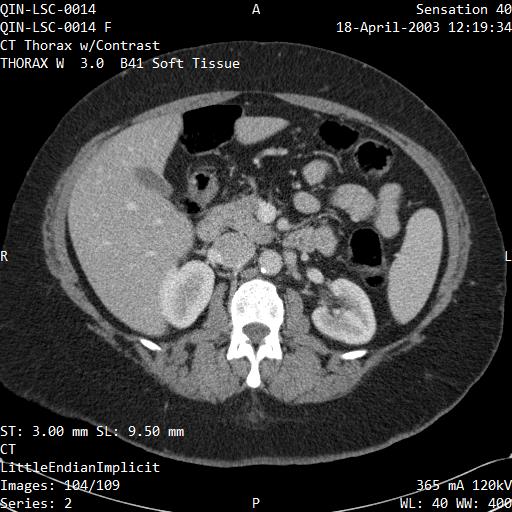 QIN-LSC-0014
A
Sensation 40
QIN-LSC-0014 F
18-April-2003 12:19:34
CT Thorax w/Contrast
THORAX W  3.0  B41 Soft Tissue
R
L
ST: 3.00 mm SL: 9.50 mm
CT
LittleEndianImplicit
Images: 104/109
365 mA 120kV
Series: 2
P
WL: 40 WW: 400